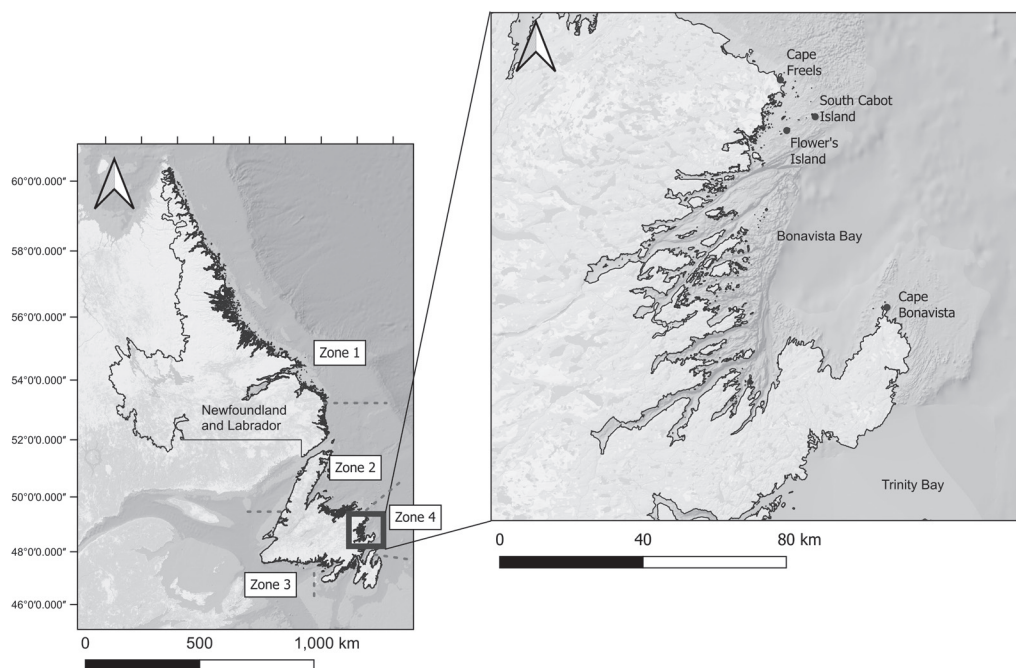 60°0'0.000"
58°0'0.000"
56°0'0.000"
54°0'0.000"
52°0'0.000"
50°0'0.000"
48°0'0.000"
46°0'0.000"
Zone 1
Newfoundland
and Labrador
Zone 2
Zone 4
Zone 3
0 500 1,000 km
Cape
Freels
South Cabot
Island
Flower's
Island
Bonavista Bay
Cape
Bonavista
Trinity Bay
0 40 80 km